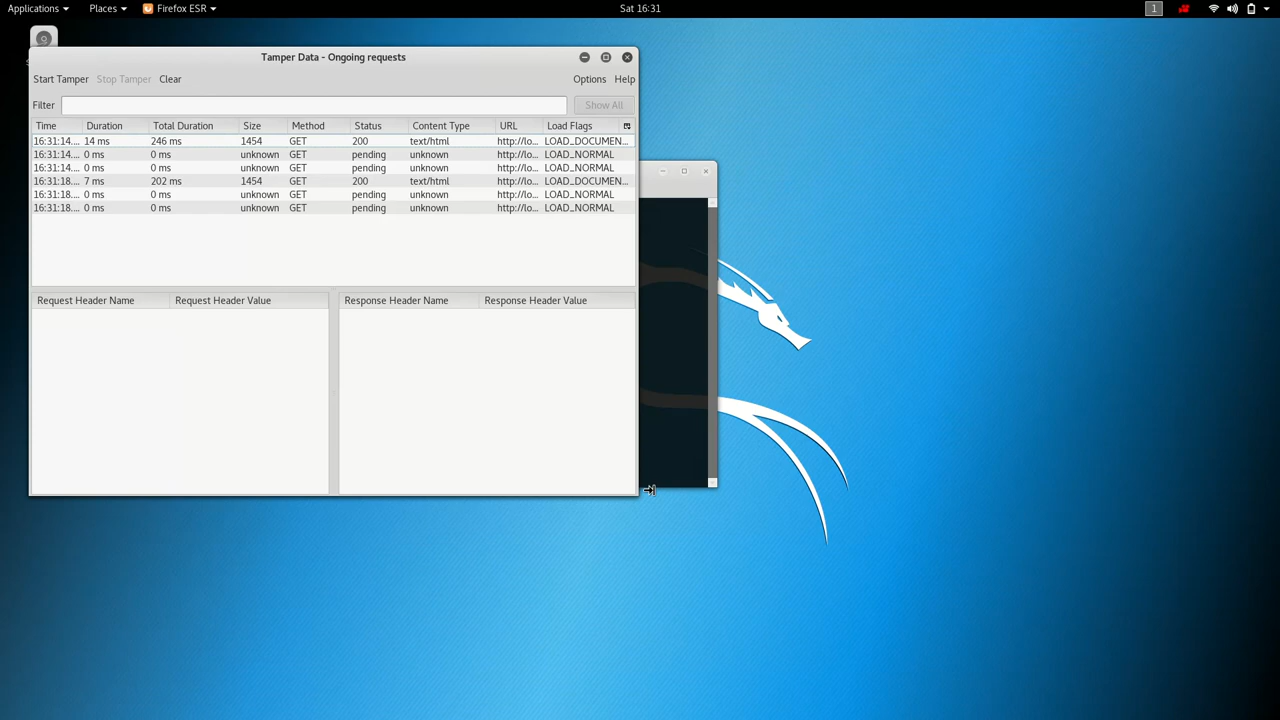 Applications Places Firefox ESR Sat 16:31 1
Tamper Data - Ongoing requests
Start Tamper Stop Tamper Clear Options Help
Filter Show All
Time Duration Total Duration Size Method Status Content Type URL Load Flags
16:31:14.... 14 ms 246 ms 1454 GET 200 text/html http://lo... LOAD_DOCUMEN...
16:31:14.... 0 ms 0 ms unknown GET pending unknown http://lo... LOAD_NORMAL
16:31:14.... 0 ms 0 ms unknown GET pending unknown http://lo... LOAD_NORMAL
16:31:18.... 7 ms 202 ms 1454 GET 200 text/html http://lo... LOAD_DOCUMEN...
16:31:18.... 0 ms 0 ms unknown GET pending unknown http://lo... LOAD_NORMAL
16:31:18.... 0 ms 0 ms unknown GET pending unknown http://lo... LOAD_NORMAL
Request Header Name Request Header Value Response Header Name Response Header Value